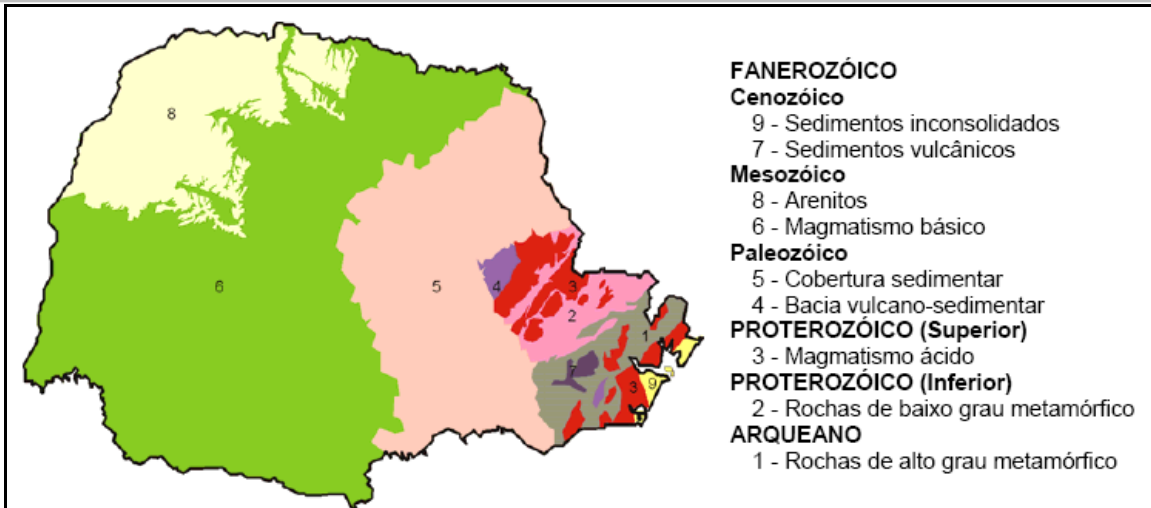 FANEROZÓICO
Cenozóico
9 - Sedimentos inconsolidados
7 - Sedimentos vulcânicos
Mesozóico
8 - Arenitos
6 - Magmatismo básico
Paleozóico
5 - Cobertura sedimentar
4 - Bacia vulcano-sedimentar
PROTEROZÓICO (Superior)
3 - Magmatismo ácido
PROTEROZÓICO (Inferior)
2 - Rochas de baixo grau metamórfico
ARQUEANO
1 - Rochas de alto grau metamórfico
8
6
5
4
3
2
1
7
3
9
9